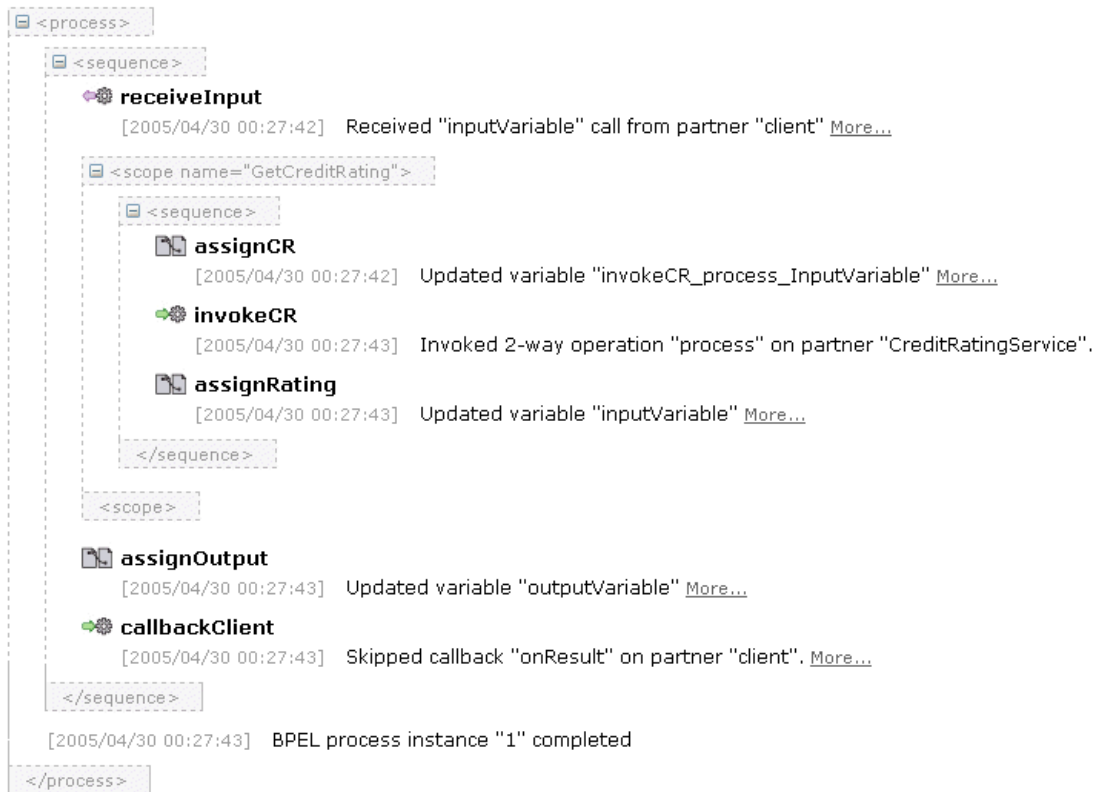 <process>
<sequence>
receiveInput
[2005/04/30 00:27:42] Received "inputVariable" call from partner "client" More...
<scope name="GetCreditRating">
<sequence>
assignCR
[2005/04/30 00:27:42] Updated variable "invokeCR_process_InputVariable" More...
invokeCR
[2005/04/30 00:27:43] Invoked 2-way operation "process" on partner "CreditRatingService".
assignRating
[2005/04/30 00:27:43] Updated variable "inputVariable" More...
</sequence>
<scope>
assignOutput
[2005/04/30 00:27:43] Updated variable "outputVariable" More...
callbackClient
[2005/04/30 00:27:43] Skipped callback "onResult" on partner "client". More...
</sequence>
[2005/04/30 00:27:43] BPEL process instance "1" completed
</process>